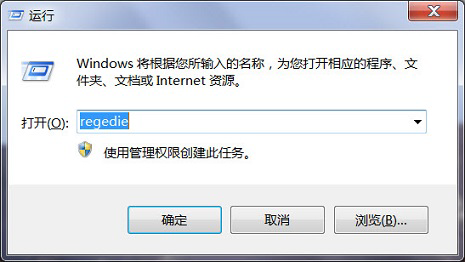 运行
Windows 将根据您所输入的名称，为您打开相应的程序、文
件夹、文档或 Internet 资源。
打开(O): regedie
使用管理权限创建此任务。
确定 取消 浏览(B)...